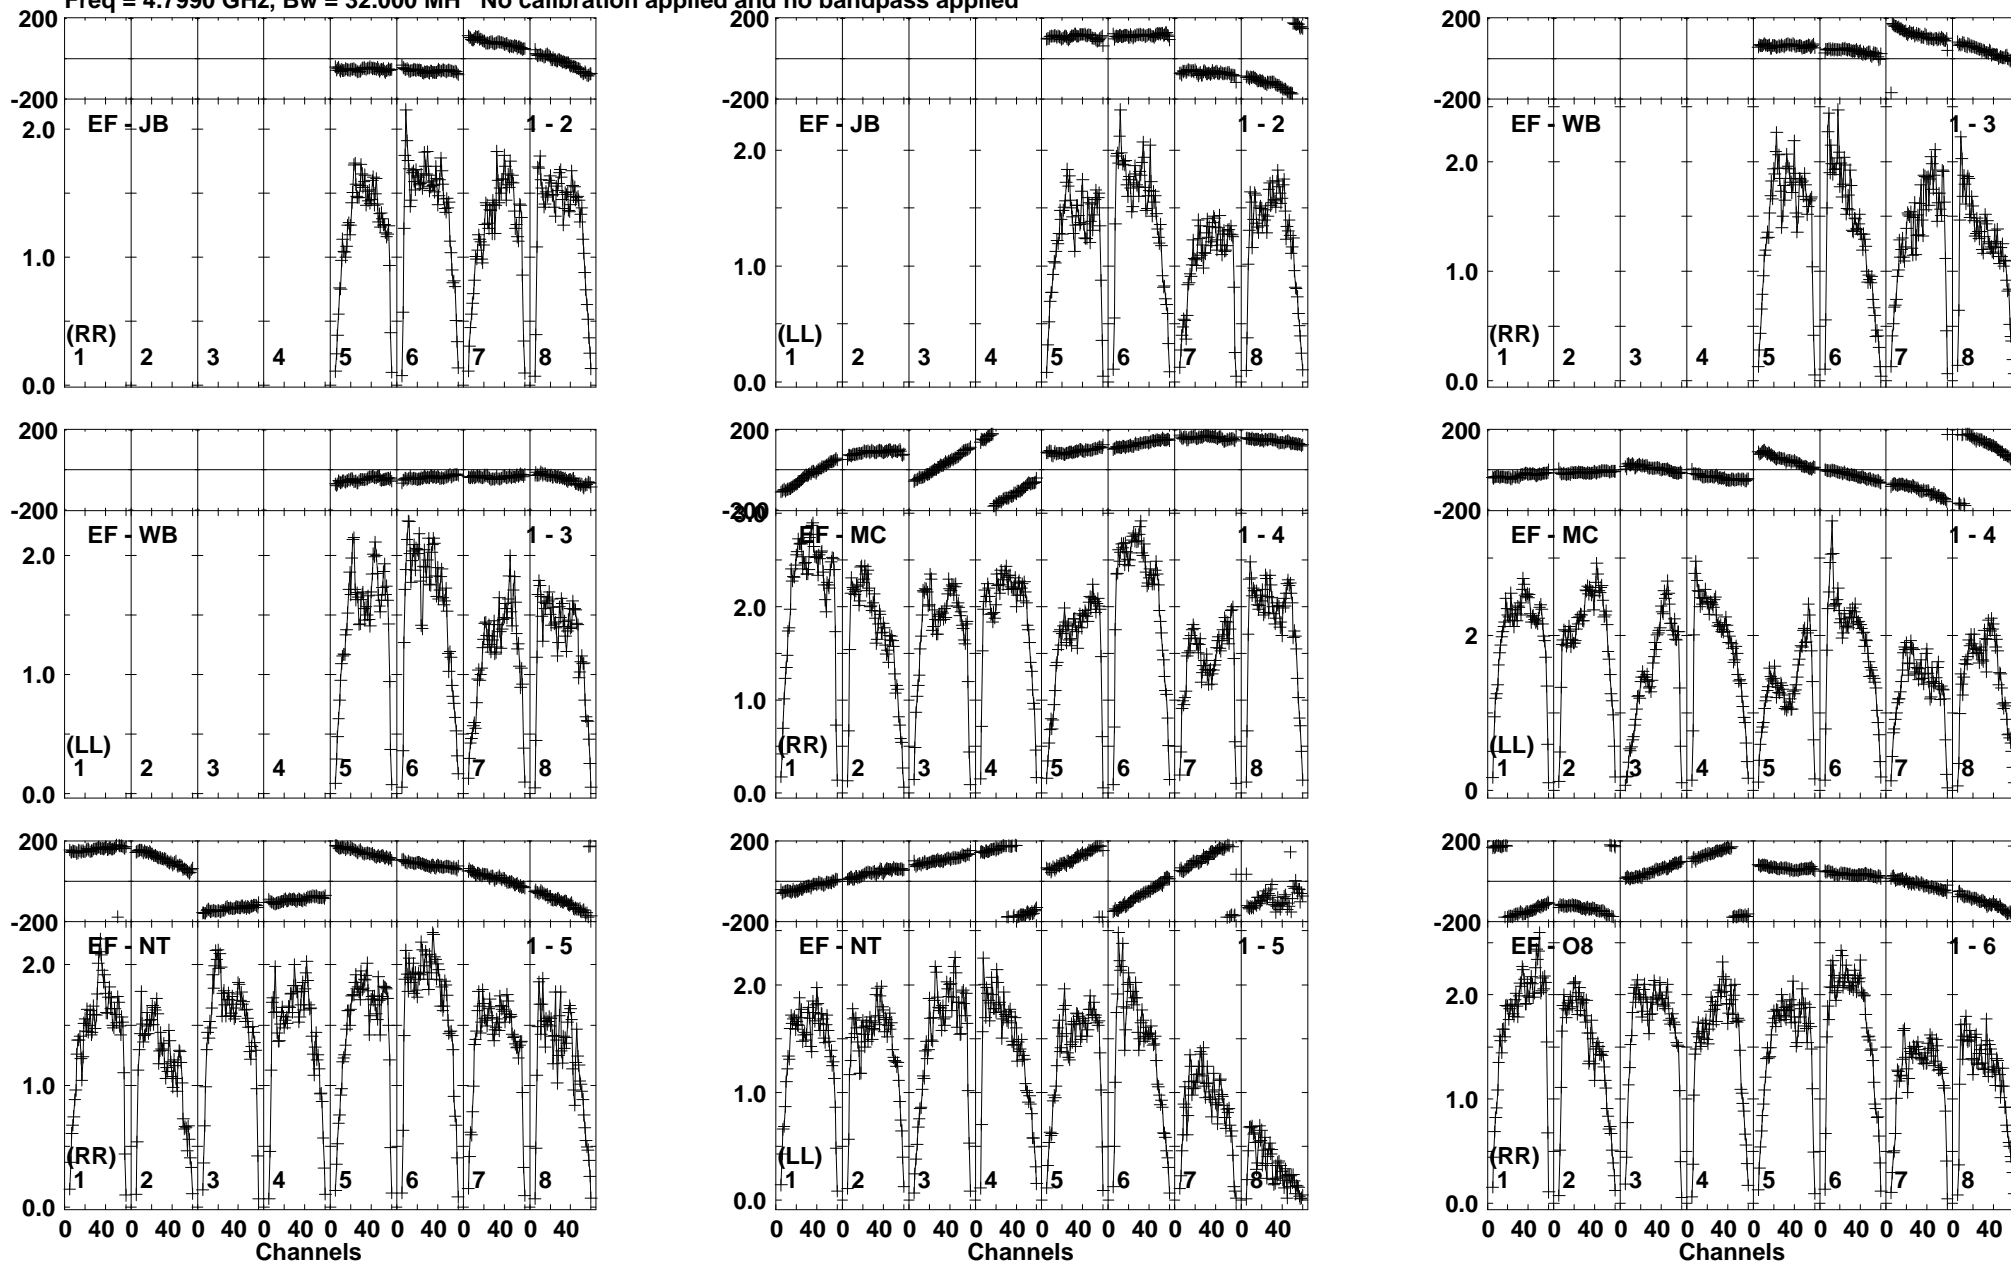 Freq = 4.7990 GHz, Bw = 32.000 MH No calibration applied and no bandpass applied
200 200 200
-200 -200 -200
EF - JB 1 - 2 EF - JB 1 - 2 EF - WB 1 - 3
2.0 2.0 2.0
1.0 1.0 1.0
(RR) (LL) (RR)
1 2 3 4 5 6 7 8 1 2 3 4 5 6 7 8 1 2 3 4 5 6 7 8
0.0 0.0 0.0
200 200 200
-200 -200 -200
3.0
EF - WB 1 - 3 EF - MC 1 - 4 EF - MC 1 - 4
2.0 2.0 2
1.0 1.0
(LL) (RR) (LL)
1 2 3 4 5 6 7 8 1 2 3 4 5 6 7 8 1 2 3 4 5 6 7 8
0.0 0.0 0
200 200 200
-200 -200 -200
EF - NT 1 - 5 EF - NT 1 - 5 EF - O8 1 - 6
2.0 2.0 2.0
1.0 1.0 1.0
(RR) (LL) (RR)
1 2 3 4 5 6 7 8 1 2 3 4 5 6 7 8 1 2 3 4 5 6 7 8
0.0 0.0 0.0
0 40 0 40 0 40 0 40 0 40 0 40 0 40 0 40 0 40 0 40 0 40 0 40 0 40 0 40 0 40 0 40 0 40 0 40 0 40 0 40 0 40 0 40 0 40 0 40
Channels Channels